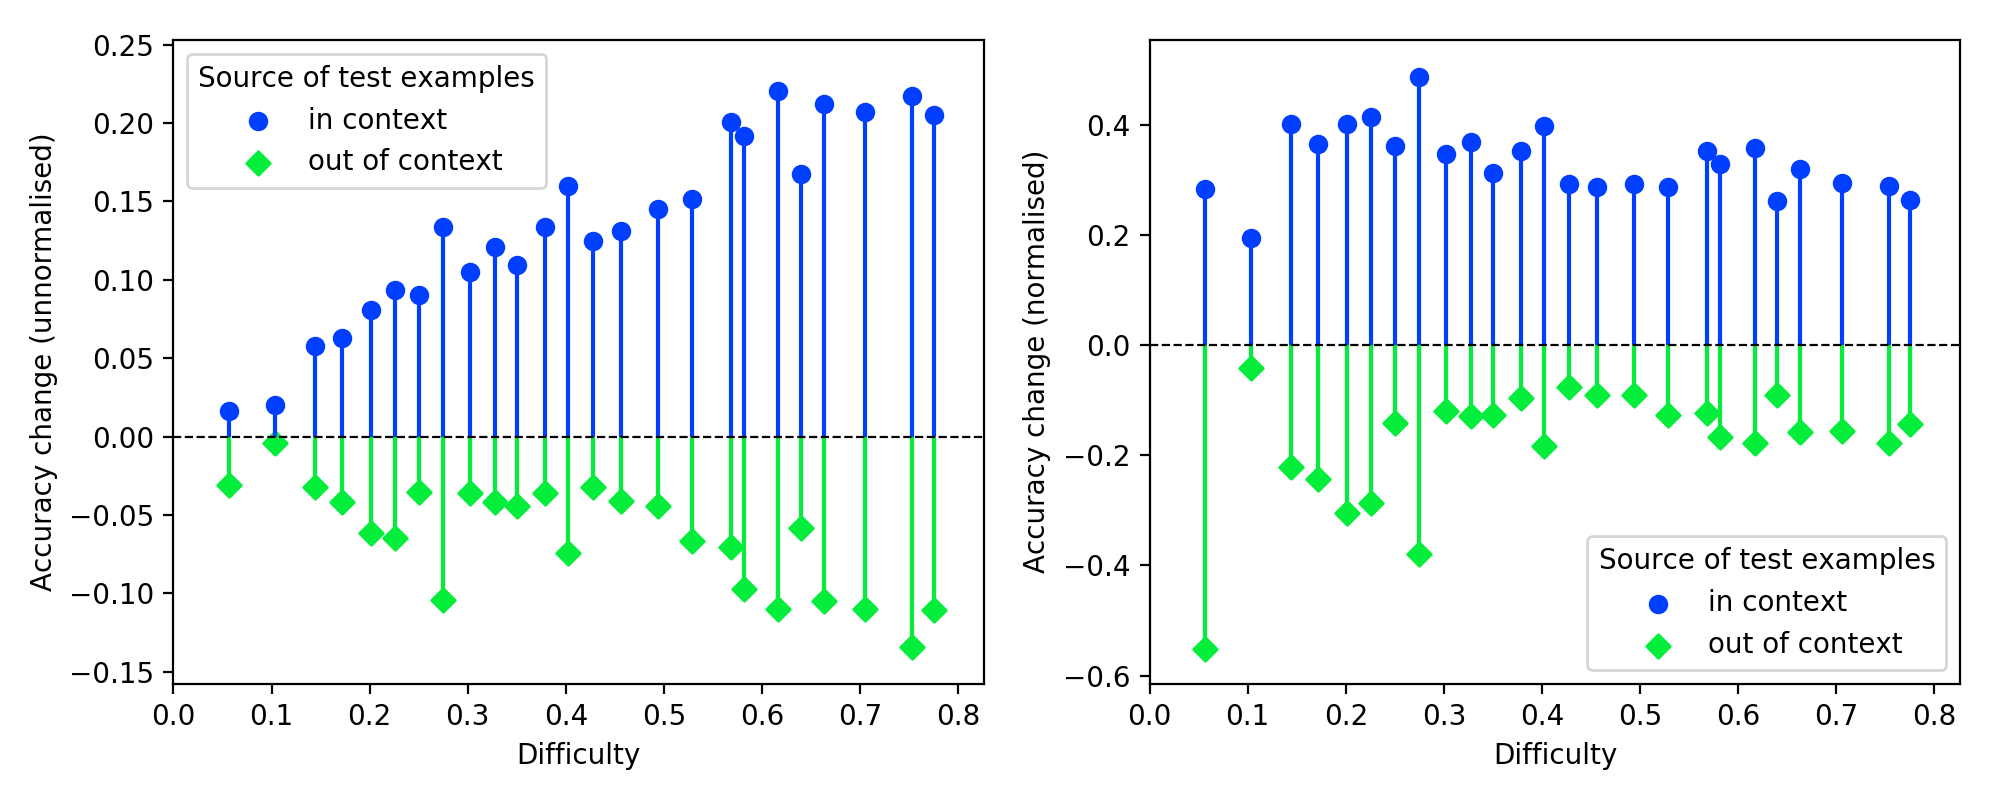 Accuracy change (unnormalised)
0.25
0.20
0.15
0.10
0.05
0.00
−0.05
−0.10
−0.15
Source of test examples
in context
out of context
0.0 0.1 0.2 0.3 0.4 0.5 0.6 0.7 0.8
Difficulty
Accuracy change (normalised)
0.4
0.2
0.0
−0.2
−0.4
−0.6
Source of test examples
in context
out of context
0.0 0.1 0.2 0.3 0.4 0.5 0.6 0.7 0.8
Difficulty